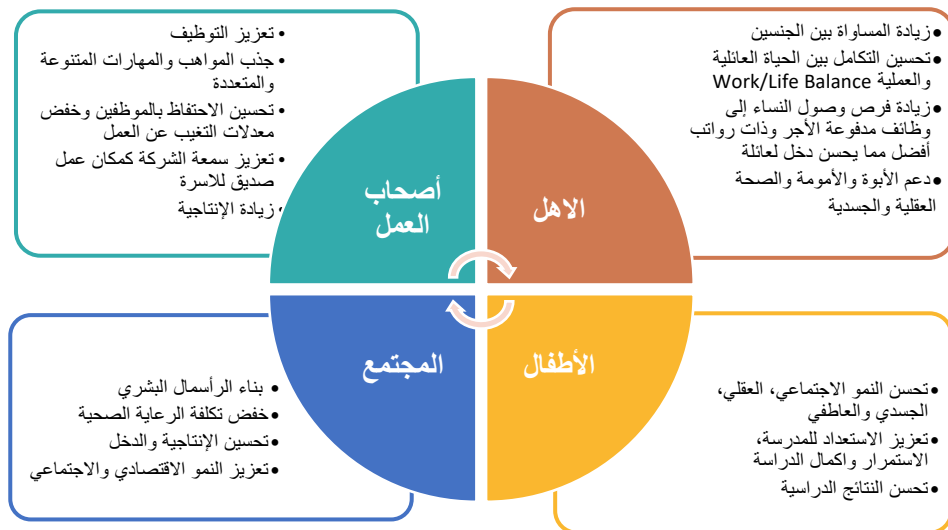 • زيادة المساواة بين الجنسين
• تحسين التكامل بين الحياة العائلية
والعملية Work/Life Balance
• زيادة فرص وصول النساء إلى
وظائف مدفوعة الأجر وذات رواتب
أفضل مما يحسن دخل لعائلة
• دعم الأبوة والأمومة والصحة
العقلية والجسدية
الاهل
• تعزيز التوظيف
• جذب المواهب والمهارات المتنوعة
والمتعددة
• تحسين الاحتفاظ بالموظفين وخفض
معدلات التغيب عن العمل
• تعزيز سمعة الشركة كمكان عمل
صديق للاسرة
• زيادة الإنتاجية
أصحاب
العمل
الأطفال
• تحسن النمو الاجتماعي، العقلي،
الجسدي والعاطفي
• تعزيز الاستعداد للمدرسة،
الاستمرار واكمال الدراسة
• تحسن النتائج الدراسية
المجتمع
• بناء الرأسمال البشري
• خفض تكلفة الرعاية الصحية
• تحسين الإنتاجية والدخل
• تعزيز النمو الاقتصادي والاجتماعي